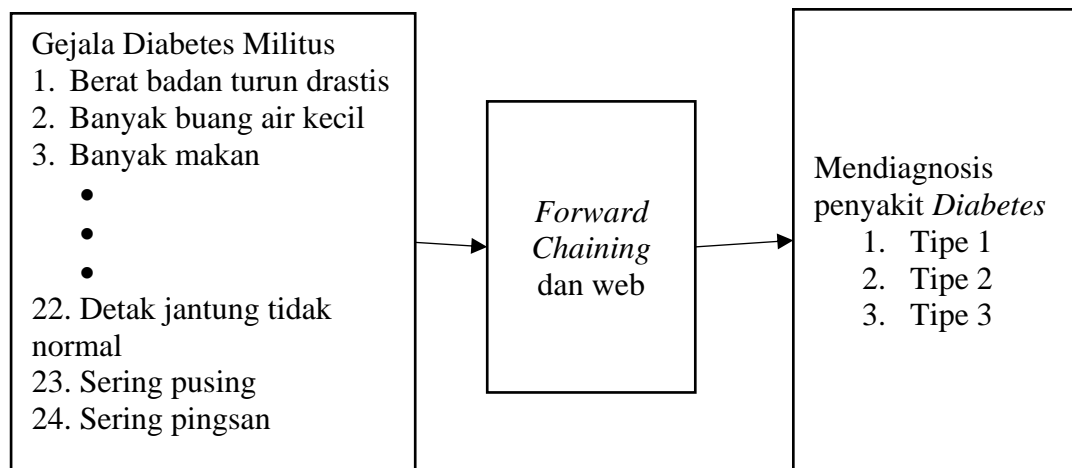 Gejala Diabetes Militus
1. Berat badan turun drastis
2. Banyak buang air kecil
3. Banyak makan
•
•
•
22. Detak jantung tidak
normal
23. Sering pusing
24. Sering pingsan
Forward
Chaining
dan web
Mendiagnosis
penyakit Diabetes
1. Tipe 1
2. Tipe 2
3. Tipe 3